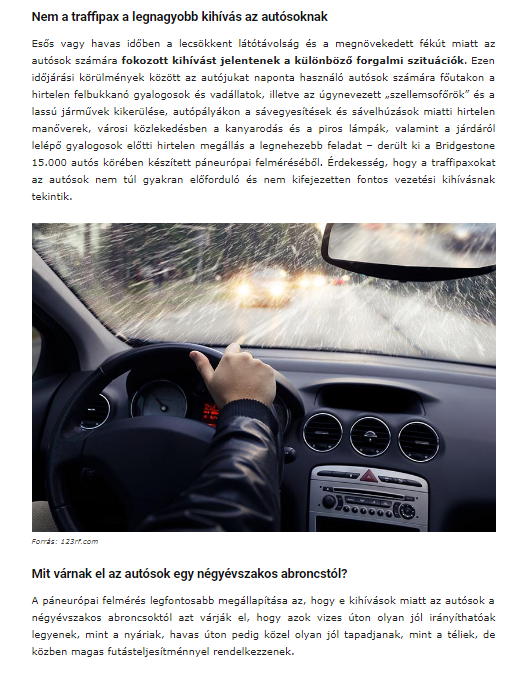 Nem a traffipax a legnagyobb kihívás az autósoknak
Esős vagy havas időben a lecsökkent látótávolság és a megnövekedett fékút miatt az
autósok számára fokozott kihívást jelentenek a különböző forgalmi szituációk. Ezen
időjárási körülmények között az autójukat naponta használó autósok számára főutakon a
hirtelen felbukkanó gyalogosok és vadállatok, illetve az úgynevezett „szellemsofőrök” és a
lassú járművek kikerülése, autópályákon a sávegyesítések és sávelhúzások miatti hirtelen
manőverek, városi közlekedésben a kanyarodás és a piros lámpák, valamint a járdáról
lelépő gyalogosok előtti hirtelen megállás a legnehezebb feladat – derült ki a Bridgestone
15.000 autós körében készített páneurópai felméréséből. Érdekesség, hogy a traffipaxokat
az autósok nem túl gyakran előforduló és nem kifejezetten fontos vezetési kihívásnak
tekintik.
Forrás: 123rf.com
Mit várnak el az autósok egy négyévszakos abroncstól?
A páneurópai felmérés legfontosabb megállapítása az, hogy e kihívások miatt az autósok a
négyévszakos abroncsoktól azt várják el, hogy azok vizes úton olyan jól irányíthatóak
legyenek, mint a nyáriak, havas úton pedig közel olyan jól tapadjanak, mint a téliek, de
közben magas futásteljesítménnyel rendelkezzenek.